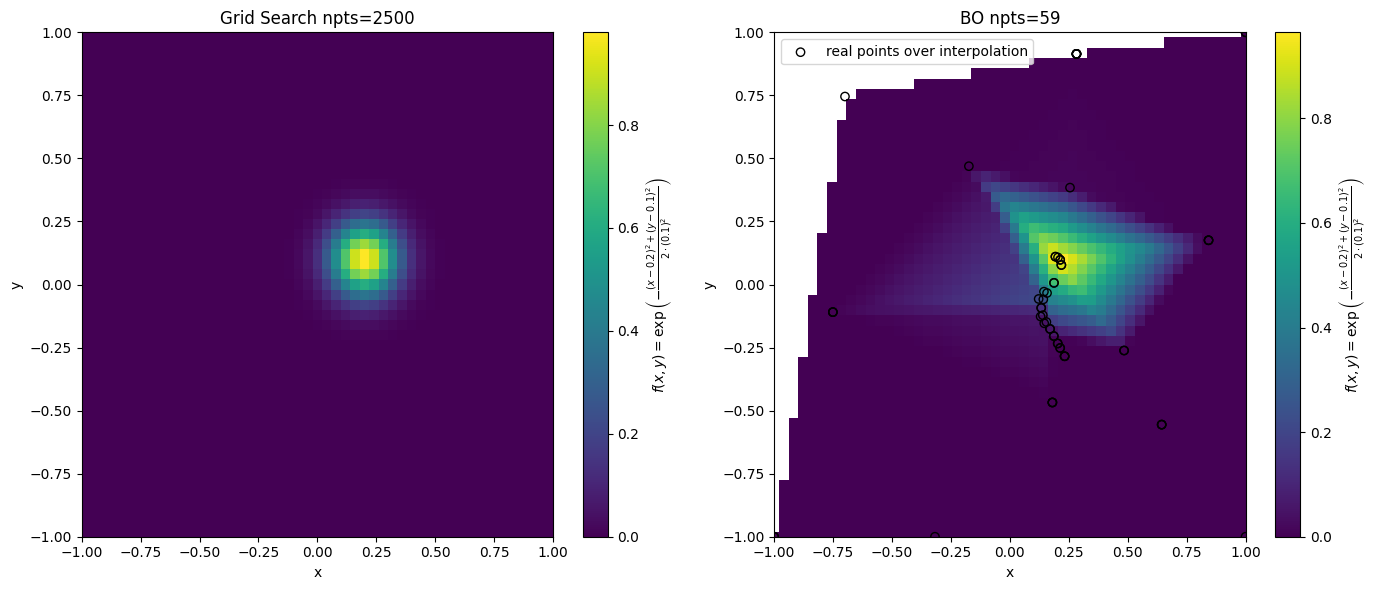 Grid Search npts=2500
1.00
0.75
0.50
0.25
0.00
−0.25
−0.50
−0.75
−1.00
y
−1.00 −0.75 −0.50 −0.25 0.00 0.25 0.50 0.75 1.00
x
0.8
0.6
0.4
0.2
0.0
f(x, y) = exp(−((x − 0.2)² + (y − 0.1)²)/(2 · (0.1)²))
BO npts=59
real points over interpolation
1.00
0.75
0.50
0.25
0.00
−0.25
−0.50
−0.75
−1.00
y
−1.00 −0.75 −0.50 −0.25 0.00 0.25 0.50 0.75 1.00
x
0.8
0.6
0.4
0.2
0.0
f(x, y) = exp(−((x − 0.2)² + (y − 0.1)²)/(2 · (0.1)²))